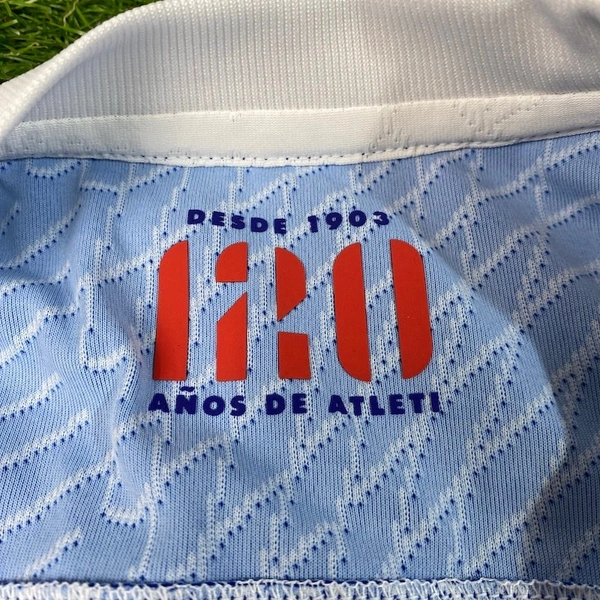 DESDE 1903
120
AÑOS DE ATLETI